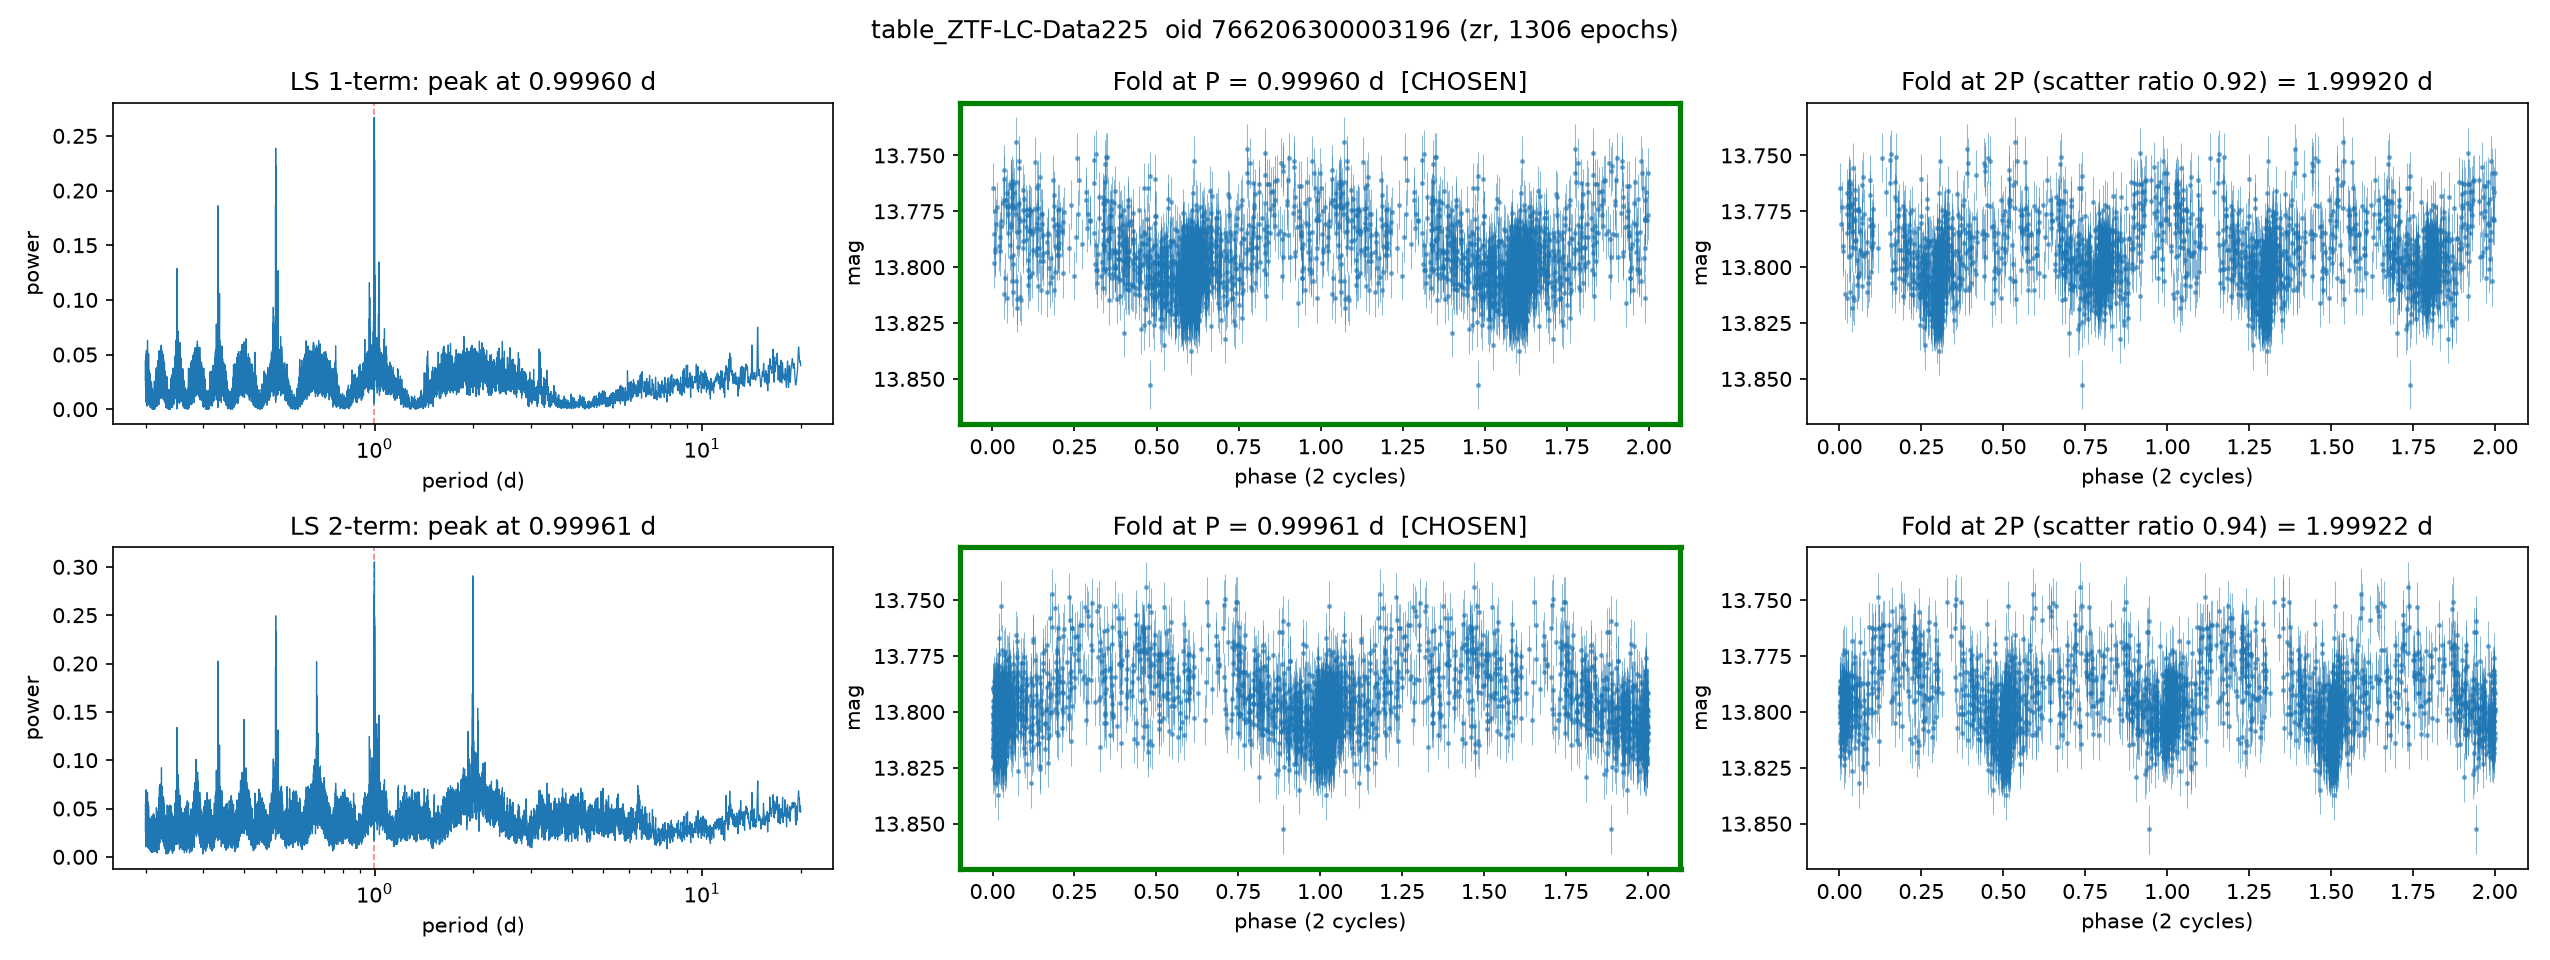 table_ZTF-LC-Data225  oid 766206300003196 (zr, 1306 epochs)
LS 1-term: peak at 0.99960 d
power
0.25
0.20
0.15
0.10
0.05
0.00
10⁰
10¹
period (d)
Fold at P = 0.99960 d  [CHOSEN]
mag
13.750
13.775
13.800
13.825
13.850
0.00 0.25 0.50 0.75 1.00 1.25 1.50 1.75 2.00
phase (2 cycles)
Fold at 2P (scatter ratio 0.92) = 1.99920 d
mag
13.750
13.775
13.800
13.825
13.850
0.00 0.25 0.50 0.75 1.00 1.25 1.50 1.75 2.00
phase (2 cycles)
LS 2-term: peak at 0.99961 d
power
0.30
0.25
0.20
0.15
0.10
0.05
0.00
10⁰
10¹
period (d)
Fold at P = 0.99961 d  [CHOSEN]
mag
13.750
13.775
13.800
13.825
13.850
0.00 0.25 0.50 0.75 1.00 1.25 1.50 1.75 2.00
phase (2 cycles)
Fold at 2P (scatter ratio 0.94) = 1.99922 d
mag
13.750
13.775
13.800
13.825
13.850
0.00 0.25 0.50 0.75 1.00 1.25 1.50 1.75 2.00
phase (2 cycles)